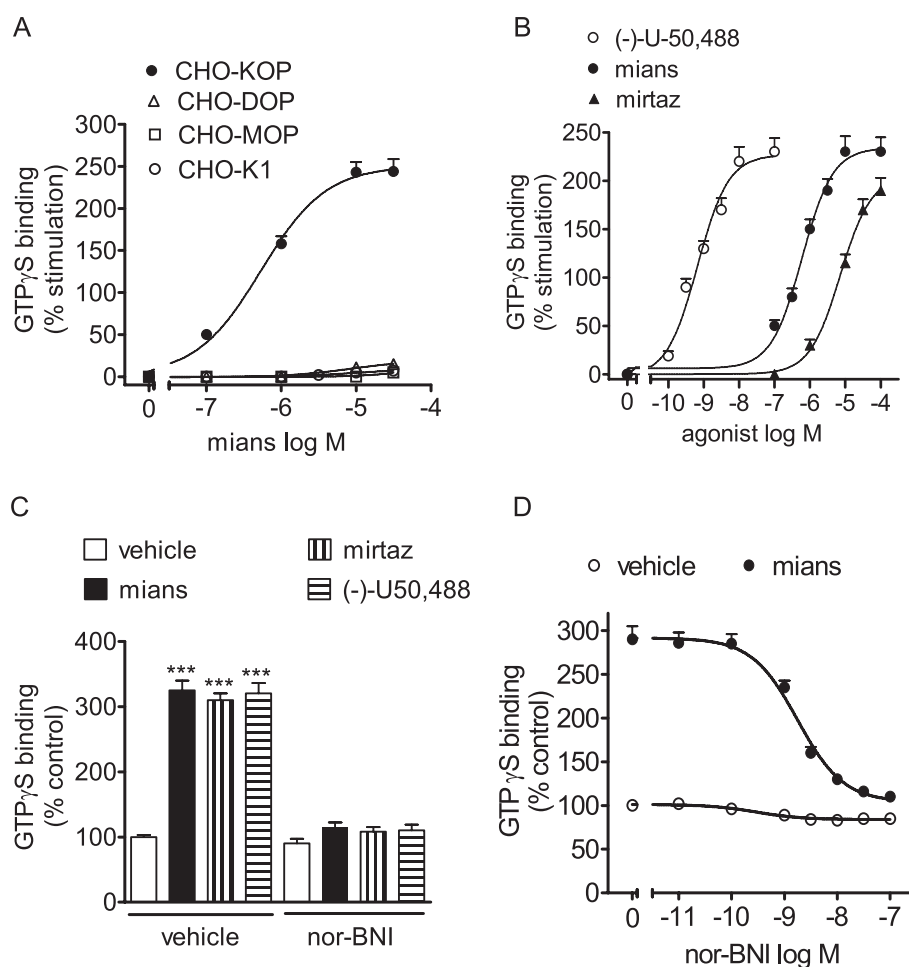 A
CHO-KOP
CHO-DOP
CHO-MOP
CHO-K1
GTPγS binding
(% stimulation)
300
250
200
150
100
50
0
0 -7 -6 -5 -4
mians log M
B
(-)-U-50,488
mians
mirtaz
GTPγS binding
(% stimulation)
250
200
150
100
50
0
0 -10 -9 -8 -7 -6 -5 -4
agonist log M
C
vehicle mirtaz
mians (-)-U50,488
GTPγS binding
(% control)
400
300
200
100
0
*** *** ***
vehicle nor-BNI
D
vehicle mians
GTPγS binding
(% control)
300
250
200
150
100
50
0
0 -11 -10 -9 -8 -7
nor-BNI log M